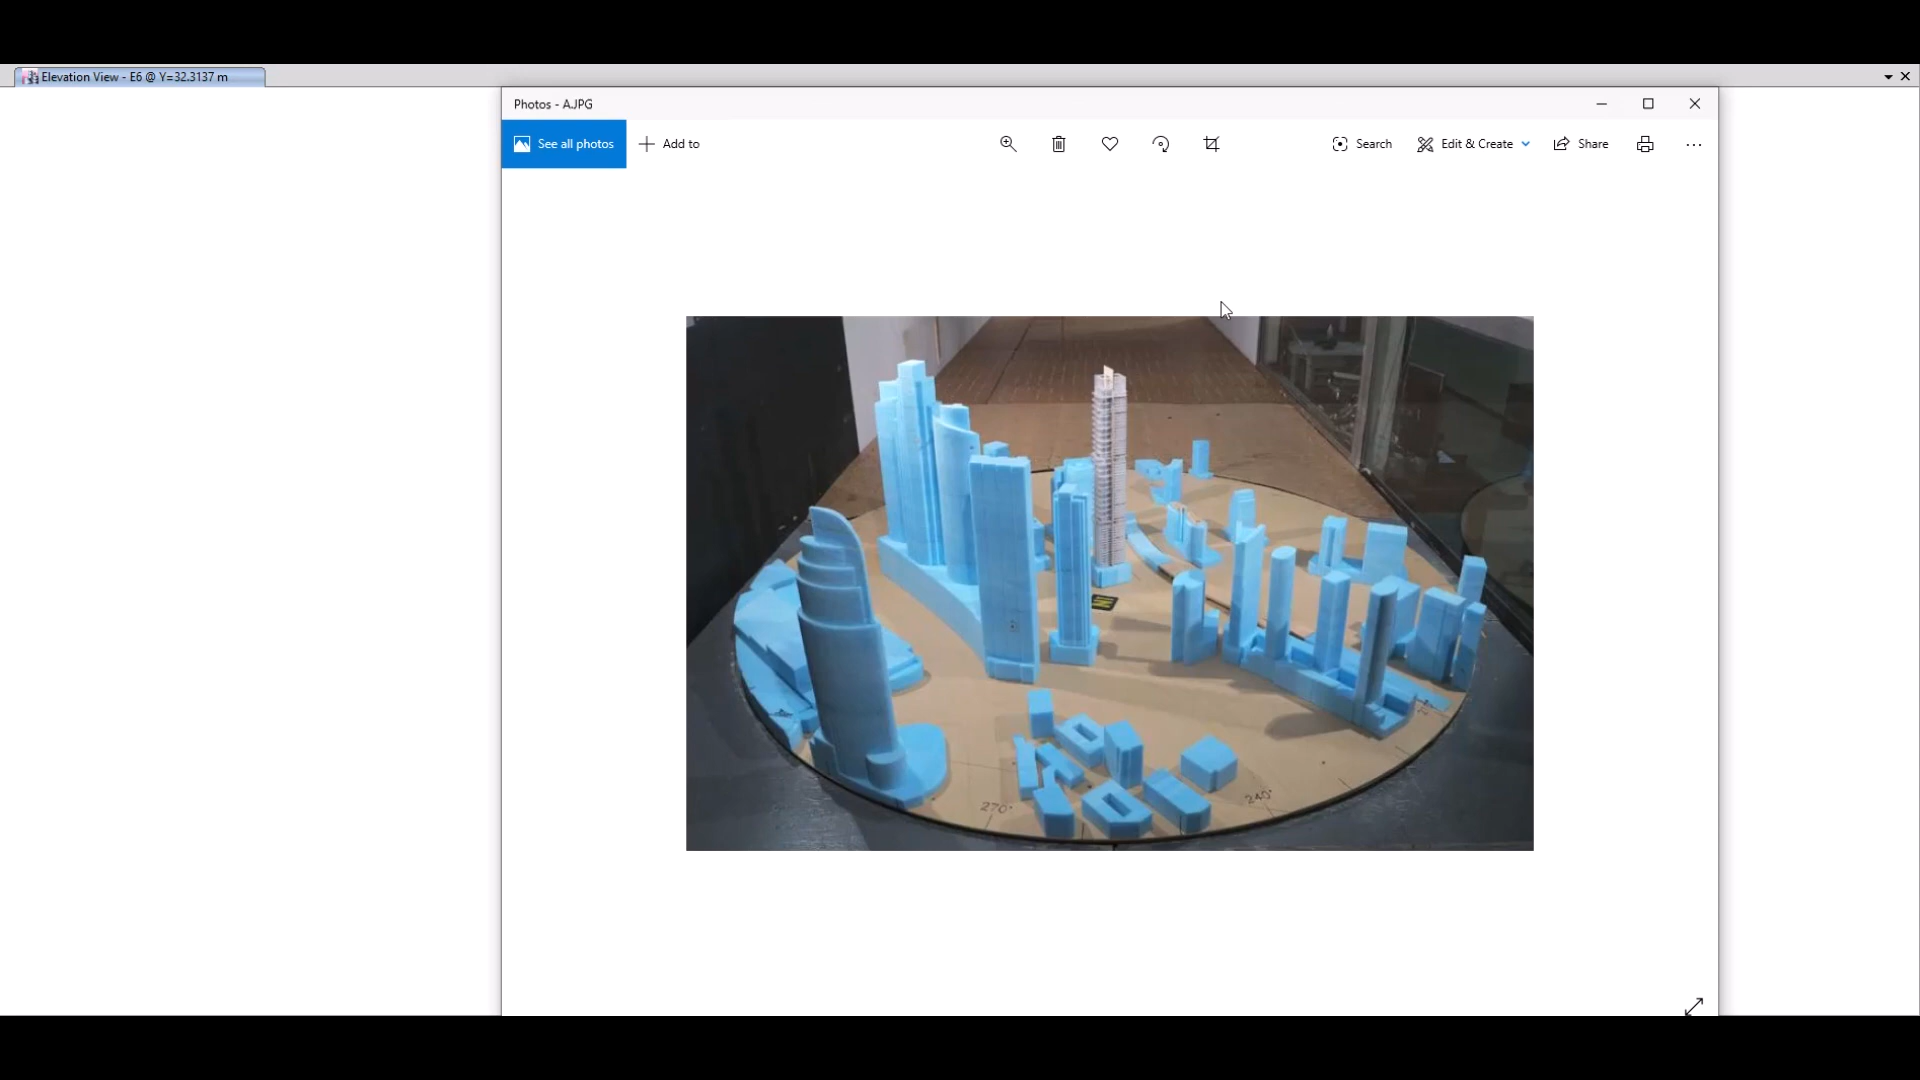 Elevation View - E6 @ Y=32.3137 m
Photos - A.JPG
See all photos
Add to
Search
Edit & Create
Share
270°
240°